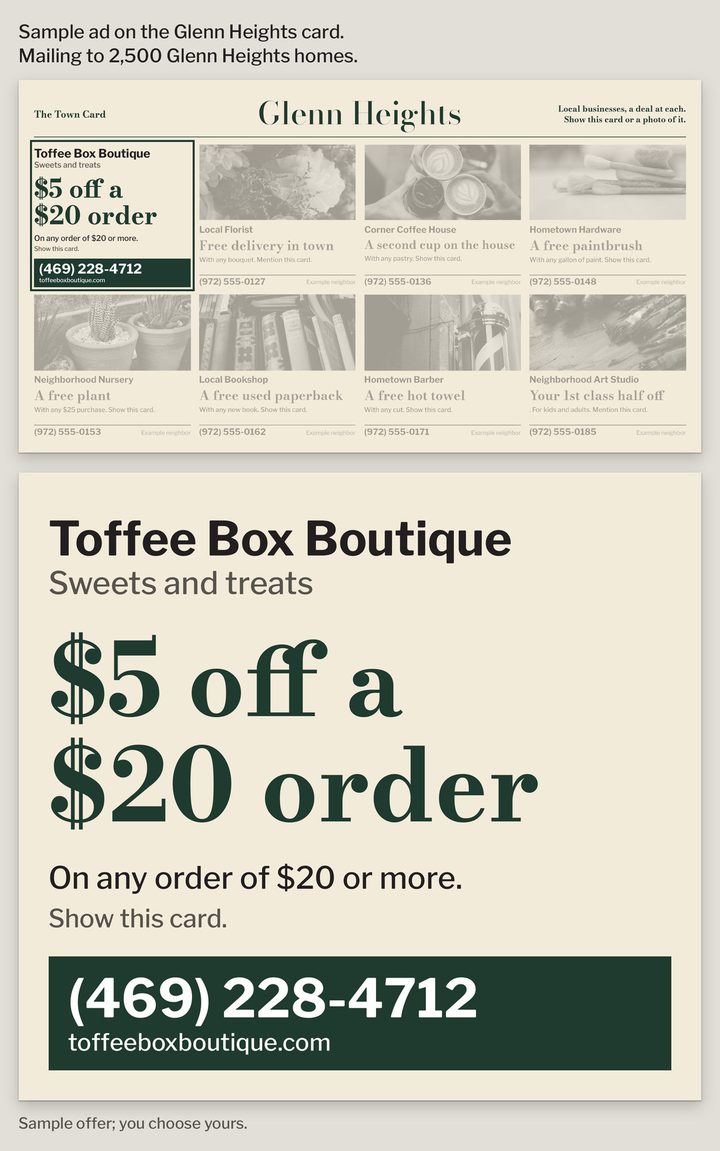 Sample ad on the Glenn Heights card.
Mailing to 2,500 Glenn Heights homes.
The Town Card
Glenn Heights
Local businesses, a deal at each.
Show this card or a photo of it.
Toffee Box Boutique
Sweets and treats
$5 off a
$20 order
On any order of $20 or more.
Show this card.
(469) 228-4712
toffeeboxboutique.com
Local Florist
Free delivery in town
With any bouquet. Mention this card.
(972) 555-0127
Example neighbor
Corner Coffee House
A second cup on the house
With any pastry. Show this card.
(972) 555-0136
Example neighbor
Hometown Hardware
A free paintbrush
With any gallon of paint. Show this card.
(972) 555-0148
Example neighbor
Neighborhood Nursery
A free plant
With any $25 purchase. Show this card.
(972) 555-0153
Example neighbor
Local Bookshop
A free used paperback
With any new book. Show this card.
(972) 555-0162
Example neighbor
Hometown Barber
A free hot towel
With any cut. Show this card.
(972) 555-0171
Example neighbor
Neighborhood Art Studio
Your 1st class half off
For kids and adults. Mention this card.
(972) 555-0185
Example neighbor
Toffee Box Boutique
Sweets and treats
$5 off a
$20 order
On any order of $20 or more.
Show this card.
(469) 228-4712
toffeeboxboutique.com
Sample offer; you choose yours.